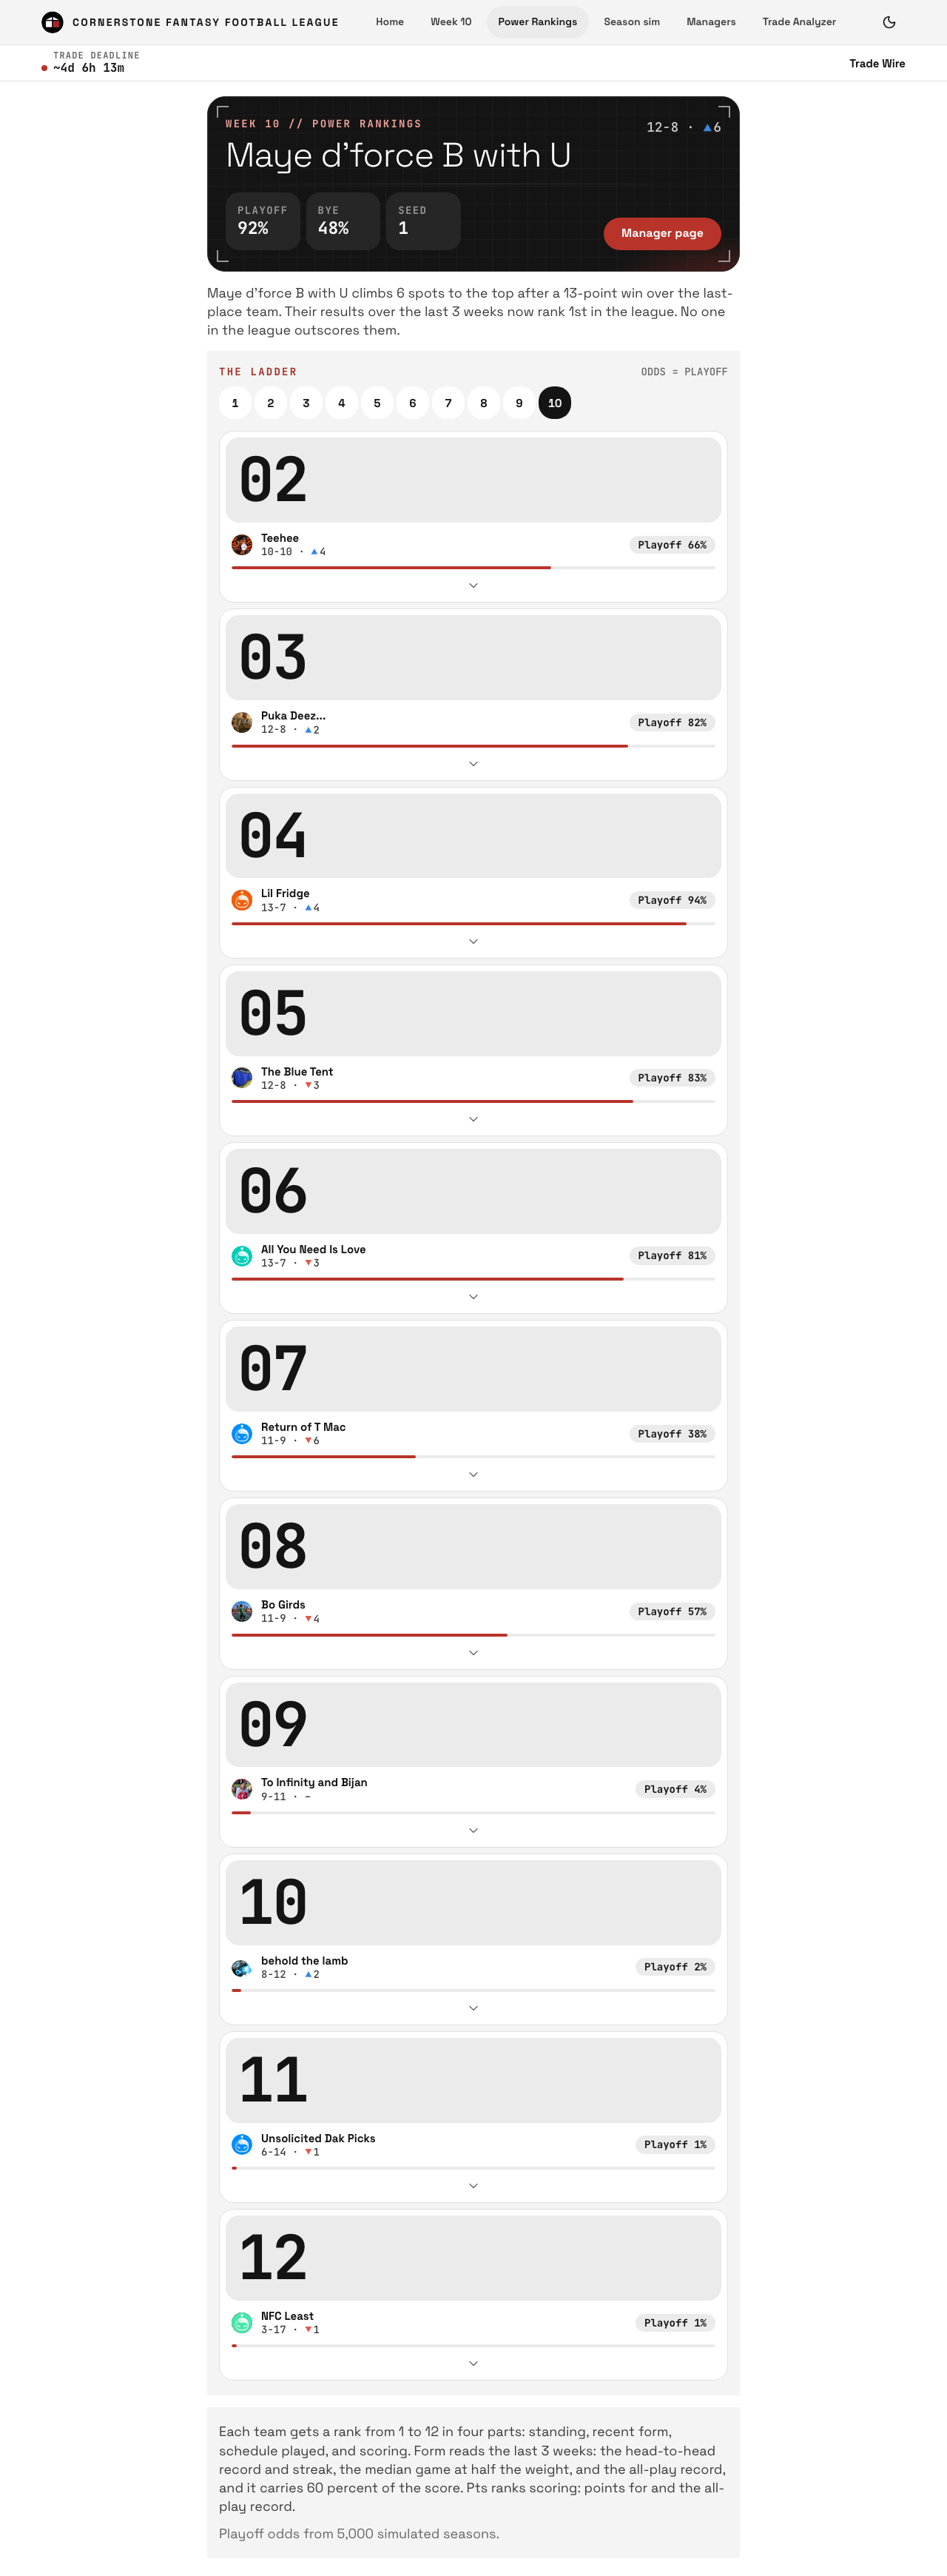 CORNERSTONE FANTASY FOOTBALL LEAGUE
Home
Week 10
Power Rankings
Season sim
Managers
Trade Analyzer
TRADE DEADLINE
~4d 6h 13m
Trade Wire
WEEK 10 // POWER RANKINGS
12-8 · ▲6
Maye d'force B with U
PLAYOFF
92%
BYE
48%
SEED
1
Manager page
Maye d'force B with U climbs 6 spots to the top after a 13-point win over the last-
place team. Their results over the last 3 weeks now rank 1st in the league. No one
in the league outscores them.
THE LADDER
ODDS = PLAYOFF
1 2 3 4 5 6 7 8 9 10
02
Teehee
10-10 · ▲4
Playoff 66%
03
Puka Deez...
12-8 · ▲2
Playoff 82%
04
Lil Fridge
13-7 · ▲4
Playoff 94%
05
The Blue Tent
12-8 · ▼3
Playoff 83%
06
All You Need Is Love
13-7 · ▼3
Playoff 81%
07
Return of T Mac
11-9 · ▼6
Playoff 38%
08
Bo Girds
11-9 · ▼4
Playoff 57%
09
To Infinity and Bijan
9-11 · –
Playoff 4%
10
behold the lamb
8-12 · ▲2
Playoff 2%
11
Unsolicited Dak Picks
6-14 · ▼1
Playoff 1%
12
NFC Least
3-17 · ▼1
Playoff 1%
Each team gets a rank from 1 to 12 in four parts: standing, recent form,
schedule played, and scoring. Form reads the last 3 weeks: the head-to-head
record and streak, the median game at half the weight, and the all-play record,
and it carries 60 percent of the score. Pts ranks scoring: points for and the all-
play record.
Playoff odds from 5,000 simulated seasons.